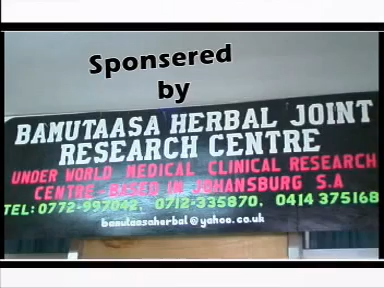 Sponsered
by
BAMUTAASA HERBAL JOINT
RESEARCH CENTRE
UNDER WORLD MEDICAL CLINICAL RESEARCH
CENTRE BASED IN JOHANSBURG S.A
TEL: 0772-997042, 0712-335870. 0414 375168
bamutaasaherbal@yahoo.co.uk